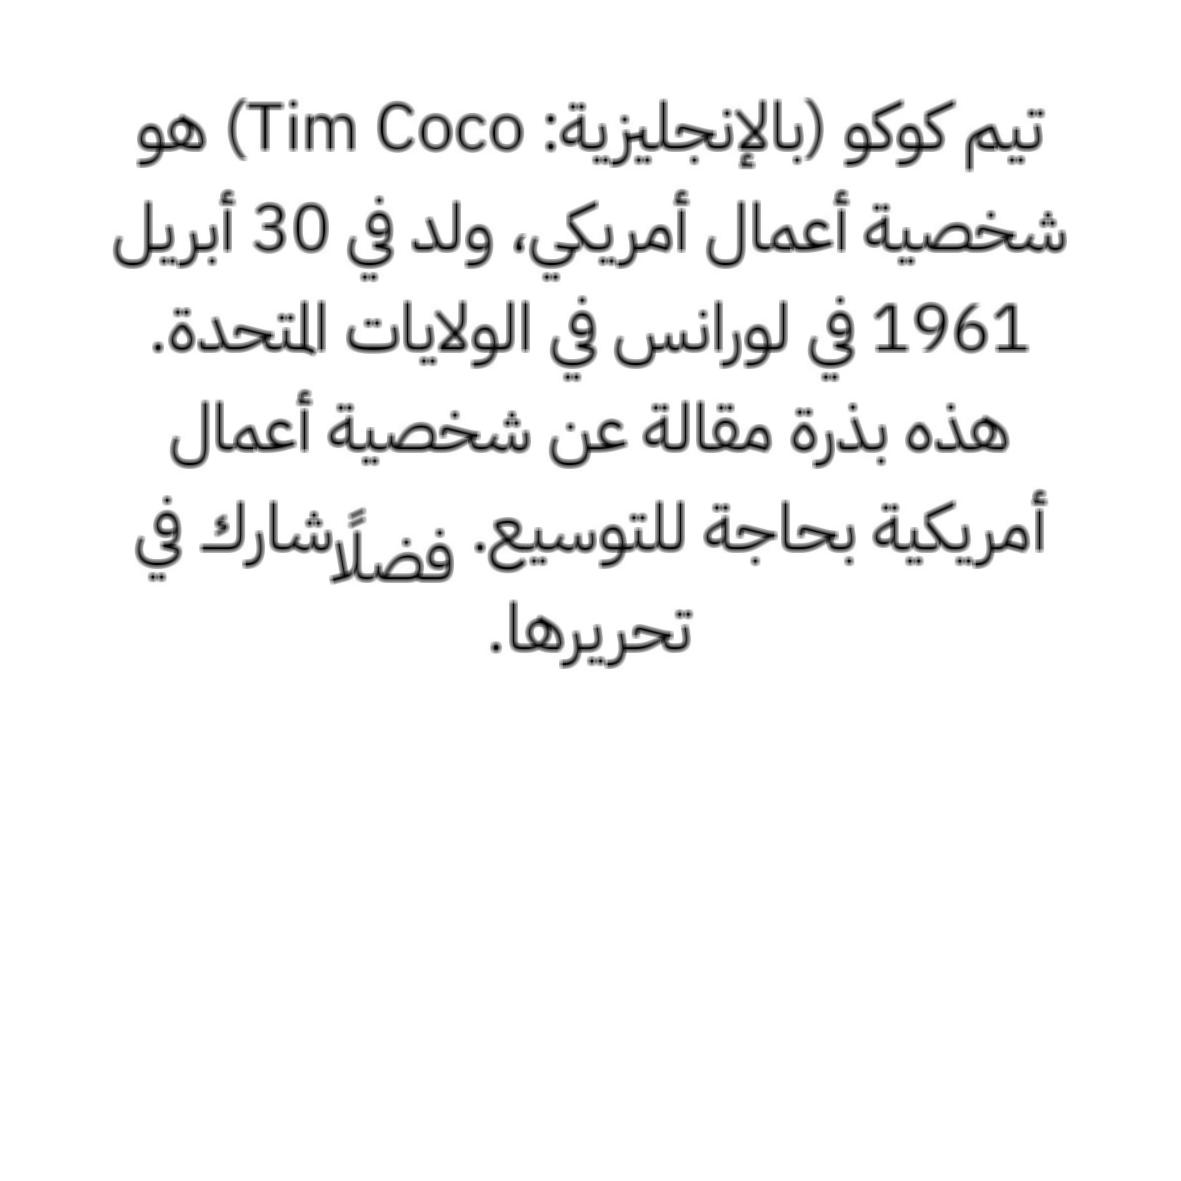 تيم كوكو (بالإنجليزية: Tim Coco) هو
شخصية أعمال أمريكي، ولد في 30 أبريل
1961 في لورانس في الولايات المتحدة.
هذه بذرة مقالة عن شخصية أعمال
أمريكية بحاجة للتوسيع. فضلًا شارك في
تحريرها.